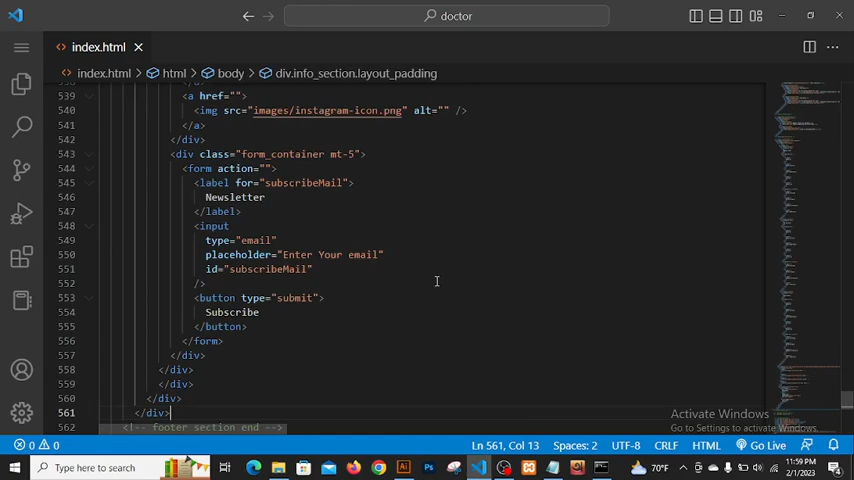 doctor
index.html
index.html > html > body > div.info_section.layout_padding
539 <a href="">
540 <img src="images/instagram-icon.png" alt="" />
541 </a>
542 </div>
543 <div class="form_container mt-5">
544 <form action="">
545 <label for="subscribeMail">
546 Newsletter
547 </label>
548 <input
549 type="email"
550 placeholder="Enter Your email"
551 id="subscribeMail"
552 />
553 <button type="submit">
554 Subscribe
555 </button>
556 </form>
557 </div>
558 </div>
559 </div>
560 </div>
561 </div>
562 <!-- footer section end -->
Activate Windows
Go to Settings to activate Windows.
0 0 Ln 561, Col 13 Spaces: 2 UTF-8 CRLF HTML Go Live
Type here to search
70°F
11:59 PM
2/1/2023